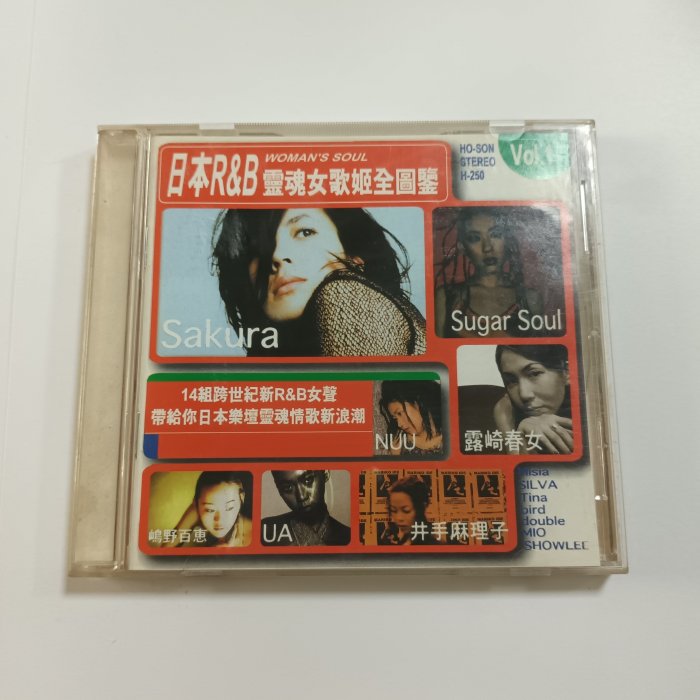 日本R&B
WOMAN'S SOUL
靈魂女歌姬全圖鑒
HO-SON
STEREO
H-250
Sakura
Sugar Soul
14組跨世紀新R&B女聲
帶給你日本樂壇靈魂情歌新浪潮
NUU
露崎春女
嶋野百恵
UA
井手麻理子
SILVA
Tina
bird
double
MIO
SHOWLEE